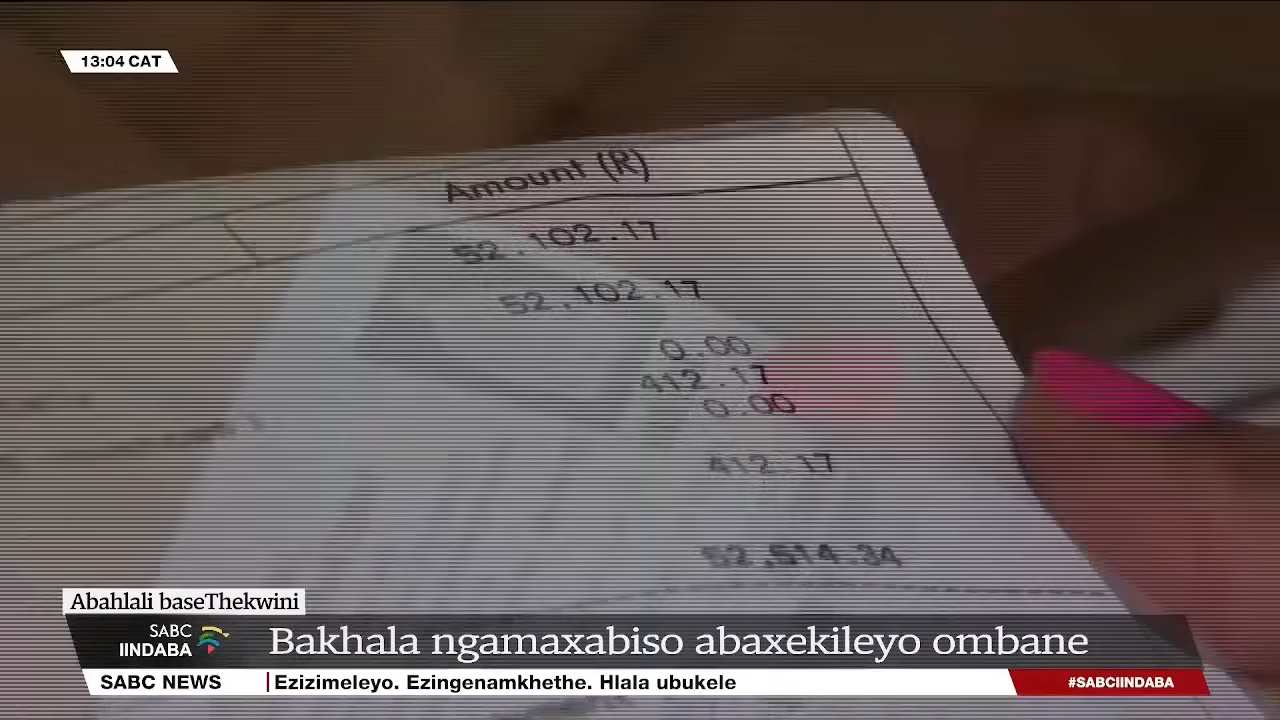 13:04 CAT
Amount (R)
52,102.17
52,102.17
0.00
412.17
0.00
412.17
52,514.34
Abahlali baseThekwini
SABC
IINDABA
Bakhala ngamaxabiso abaxekileyo ombane
SABC NEWS
Ezizimeleyo. Ezingenamkhethe. Hlala ubukele
#SABCIINDABA